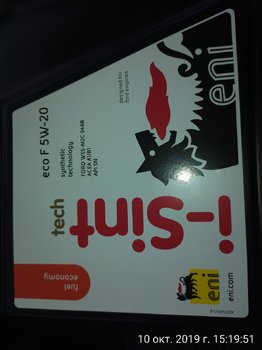 i-Sint
tech
eco F 5W-20
synthetic
technology
FORD WSS-M2C 948B
ACEA A1/B1
API SN
designed for
ford engines
eni
fuel
economy
eni
eni.com
10 окт. 2019 г. 15:19:51